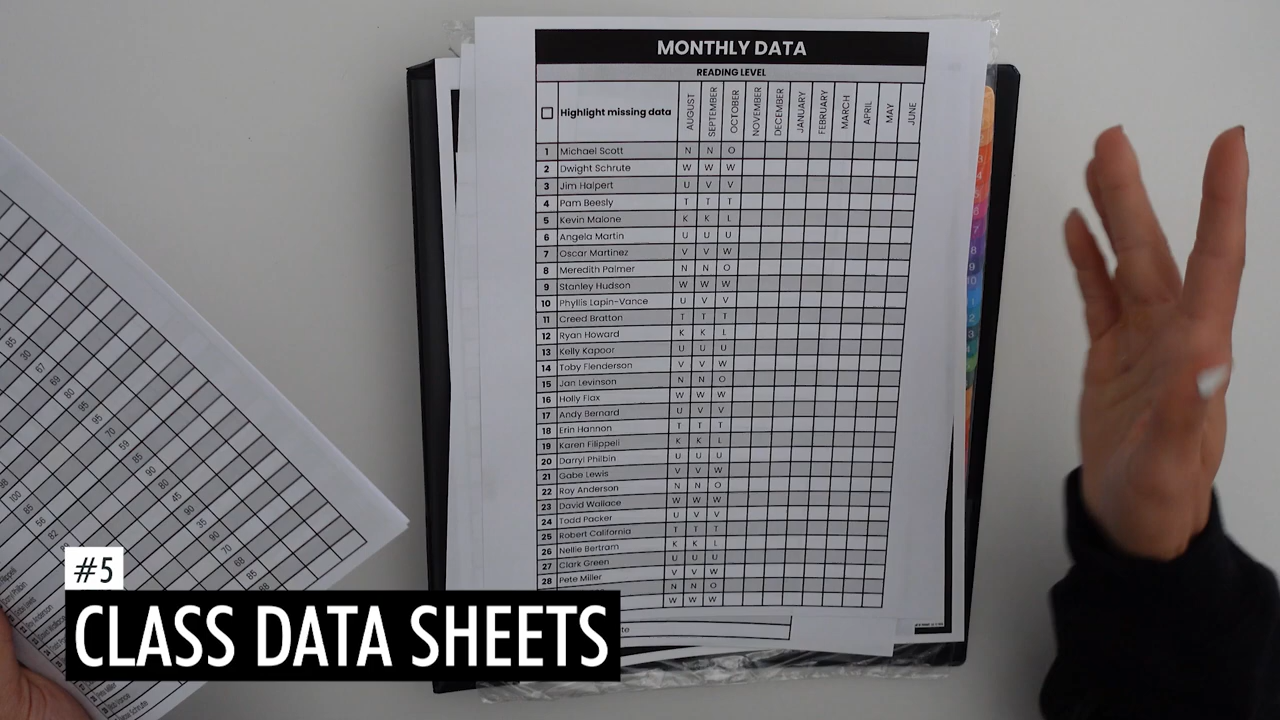 MONTHLY DATA
READING LEVEL
Highlight missing data AUGUST SEPTEMBER OCTOBER NOVEMBER DECEMBER JANUARY FEBRUARY MARCH APRIL MAY JUNE
1 Michael Scott N N O
2 Dwight Schrute W W W
3 Jim Halpert U V V
4 Pam Beesly T T T
5 Kevin Malone K K L
6 Angela Martin U U U
7 Oscar Martinez V V W
8 Meredith Palmer N N O
9 Stanley Hudson W W W
10 Phyllis Lapin-Vance U V V
11 Creed Bratton T T T
12 Ryan Howard K K L
13 Kelly Kapoor U U U
14 Toby Flenderson V V W
15 Jan Levinson N N O
16 Holly Flax W W W
17 Andy Bernard U V V
18 Erin Hannon T T T
19 Karen Filippelli K K L
20 Darryl Philbin U U U
21 Gabe Lewis V V W
22 Roy Anderson N N O
23 David Wallace W W W
24 Todd Packer U V V
25 Robert California T T T
26 Nellie Bertram K K L
27 Clark Green U U U
28 Pete Miller V V W
N N O
W W W
#5
CLASS DATA SHEETS